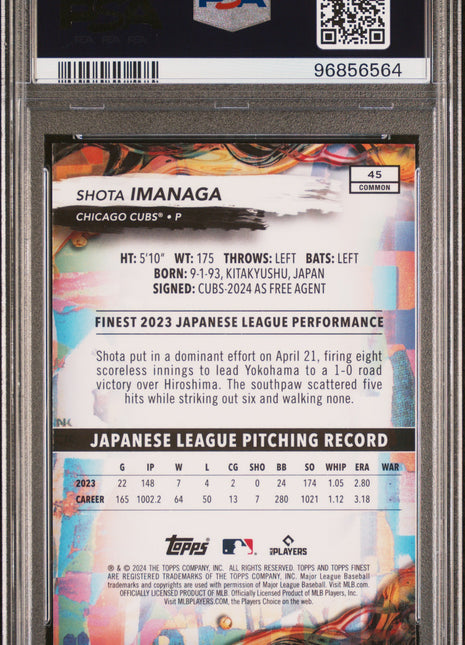 PSA
96856564
45
COMMON
SHOTA IMANAGA
CHICAGO CUBS® • P
HT: 5'10" WT: 175 THROWS: LEFT BATS: LEFT
BORN: 9-1-93, KITAKYUSHU, JAPAN
SIGNED: CUBS-2024 AS FREE AGENT
FINEST 2023 JAPANESE LEAGUE PERFORMANCE
Shota put in a dominant effort on April 21, firing eight
scoreless innings to lead Yokohama to a 1-0 road
victory over Hiroshima. The southpaw scattered five
hits while striking out six and walking none.
JAPANESE LEAGUE PITCHING RECORD
G IP W L CG SHO BB SO WHIP ERA WAR
2023 22 148 7 4 2 0 24 174 1.05 2.80 -
CAREER 165 1002.2 64 50 13 7 280 1021 1.12 3.18
Topps MLB PLAYERS
® & © 2024 THE TOPPS COMPANY, INC. ALL RIGHTS RESERVED. TOPPS AND TOPPS FINEST
ARE REGISTERED TRADEMARKS OF THE TOPPS COMPANY, INC. Major League Baseball
trademarks and copyrights are used with permission of Major League Baseball. Visit MLB.com.
OFFICIALLY LICENSED PRODUCT OF MLB Official Licensed Product of MLB Players, Inc.
Visit MLBPLAYERS.com, the Players Choice on the web.